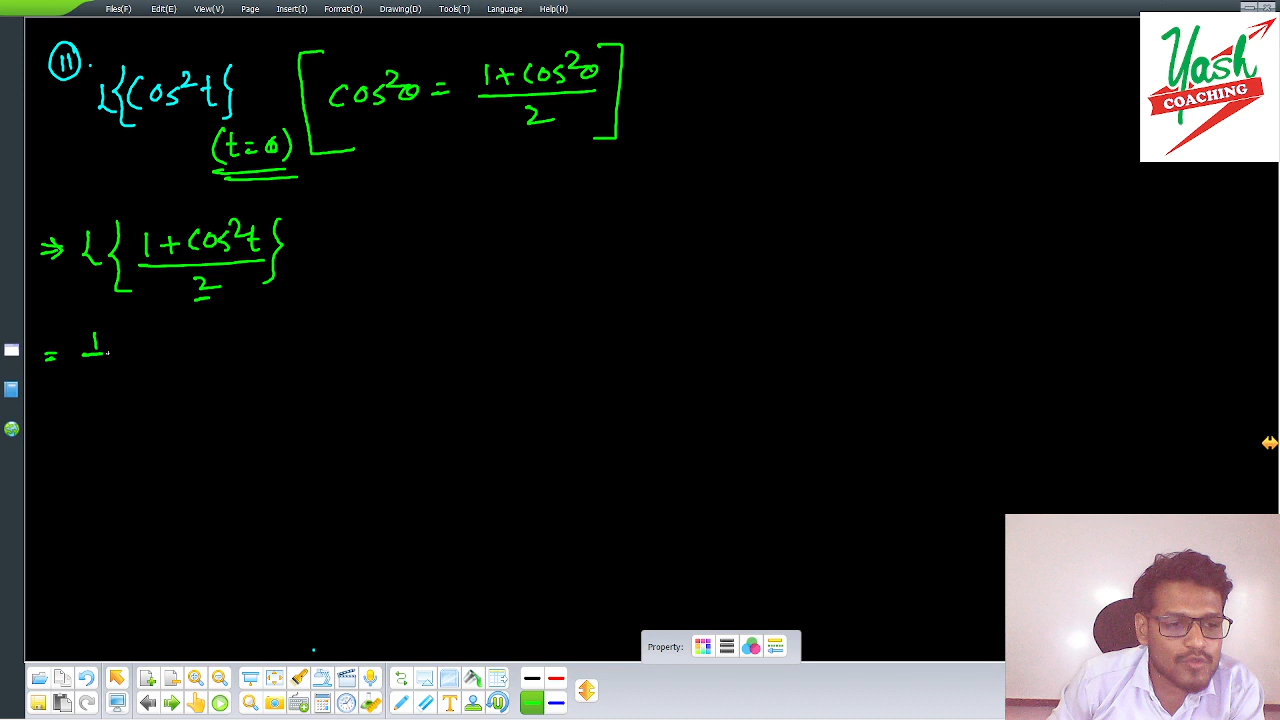 Files(F) Edit(E) View(V) Page Insert(I) Format(O) Drawing(D) Tools(T) Language Help(H)
Yash
COACHING
11. L{Cos²t} [cos²θ = (1+cos²θ)/2]
(t=θ)
⇒ L{(1+cos²t)/2}
= 1
Property: